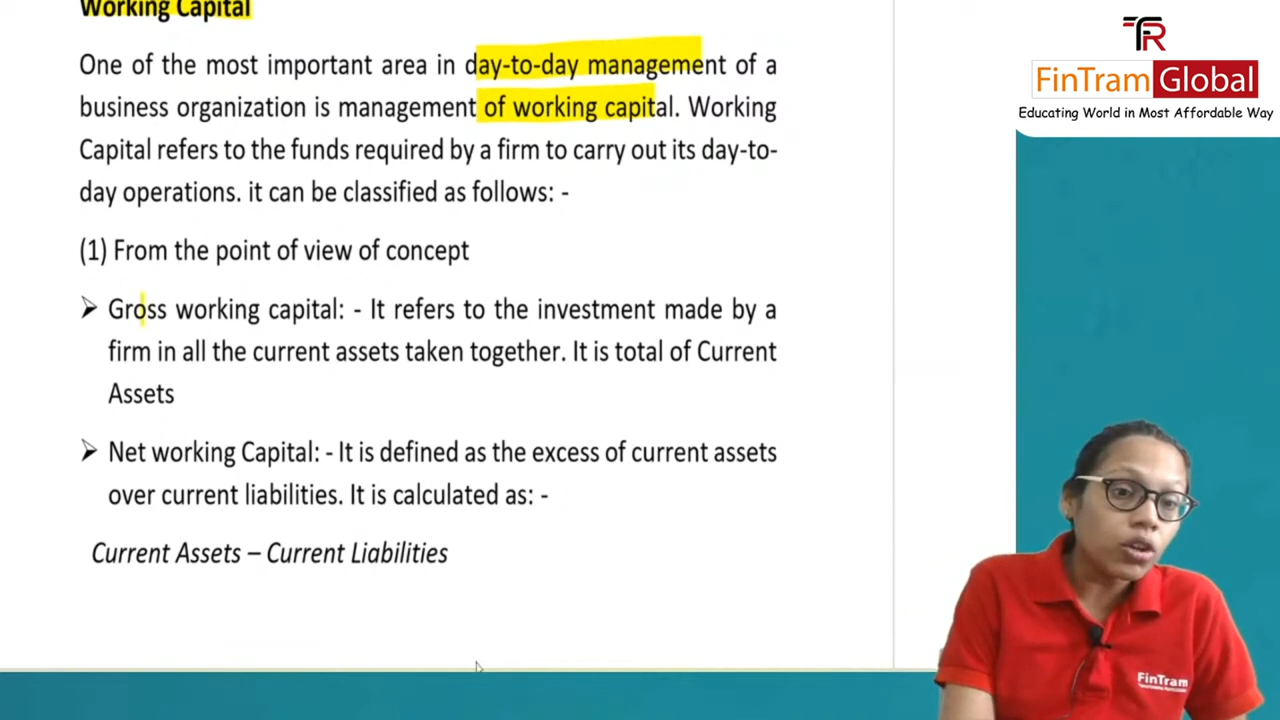 Working Capital
One of the most important area in day-to-day management of a
business organization is management of working capital. Working
Capital refers to the funds required by a firm to carry out its day-to-
day operations. it can be classified as follows: -
(1) From the point of view of concept
➢ Gross working capital: - It refers to the investment made by a
firm in all the current assets taken together. It is total of Current
Assets
➢ Net working Capital: - It is defined as the excess of current assets
over current liabilities. It is calculated as: -
Current Assets – Current Liabilities
TFR
FinTram Global
Educating World in Most Affordable Way
FinTram